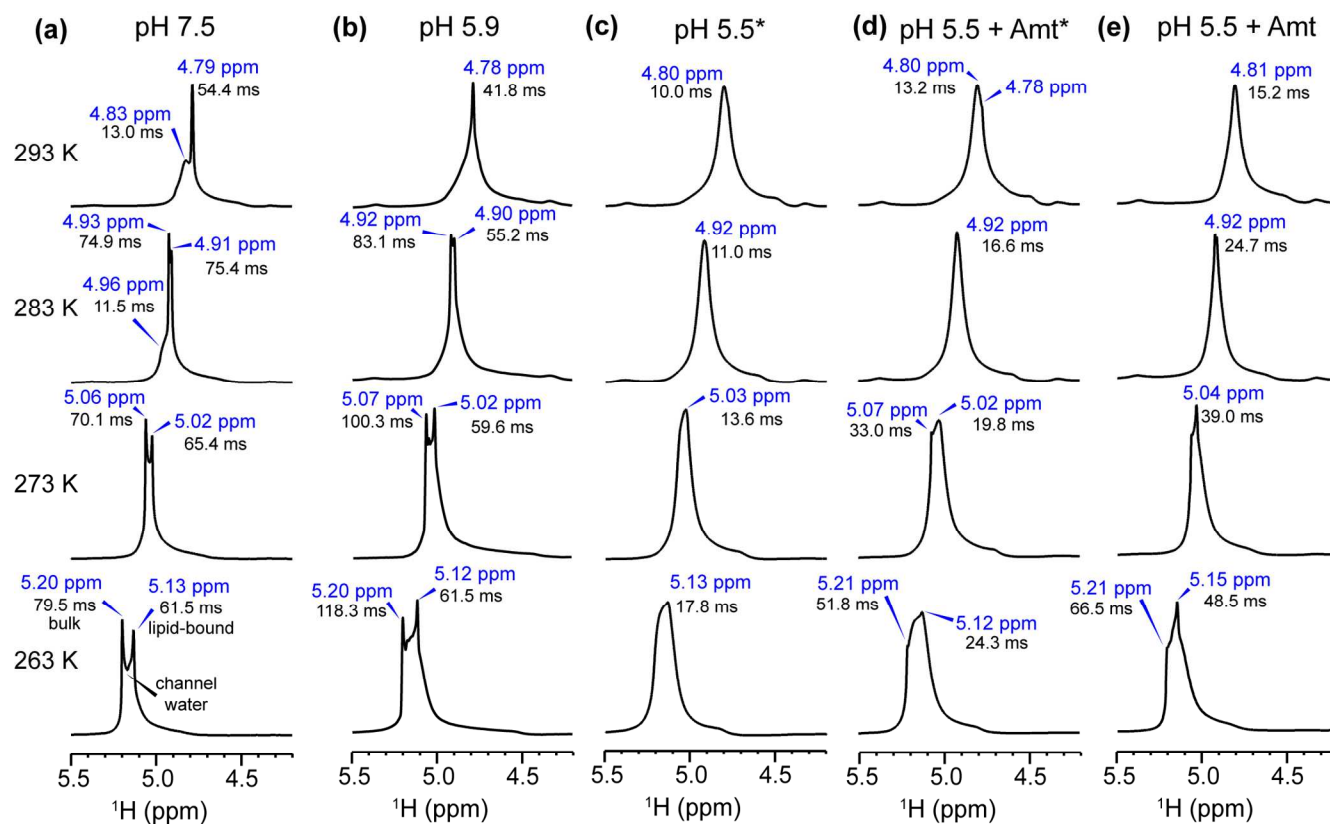 (a) pH 7.5
(b) pH 5.9
(c) pH 5.5*
(d) pH 5.5 + Amt*
(e) pH 5.5 + Amt
293 K
4.79 ppm
54.4 ms
4.83 ppm
13.0 ms
4.78 ppm
41.8 ms
4.80 ppm
10.0 ms
4.80 ppm
13.2 ms
4.78 ppm
4.81 ppm
15.2 ms
283 K
4.93 ppm
74.9 ms
4.91 ppm
75.4 ms
4.96 ppm
11.5 ms
4.92 ppm
83.1 ms
4.90 ppm
55.2 ms
4.92 ppm
11.0 ms
4.92 ppm
16.6 ms
4.92 ppm
24.7 ms
273 K
5.06 ppm
70.1 ms
5.02 ppm
65.4 ms
5.07 ppm
100.3 ms
5.02 ppm
59.6 ms
5.03 ppm
13.6 ms
5.07 ppm
33.0 ms
5.02 ppm
19.8 ms
5.04 ppm
39.0 ms
263 K
5.20 ppm
79.5 ms
bulk
5.13 ppm
61.5 ms
lipid-bound
channel
water
5.20 ppm
118.3 ms
5.12 ppm
61.5 ms
5.13 ppm
17.8 ms
5.21 ppm
51.8 ms
5.12 ppm
24.3 ms
5.21 ppm
66.5 ms
5.15 ppm
48.5 ms
5.5 5.0 4.5
5.5 5.0 4.5
5.5 5.0 4.5
5.5 5.0 4.5
5.5 5.0 4.5
¹H (ppm)
¹H (ppm)
¹H (ppm)
¹H (ppm)
¹H (ppm)